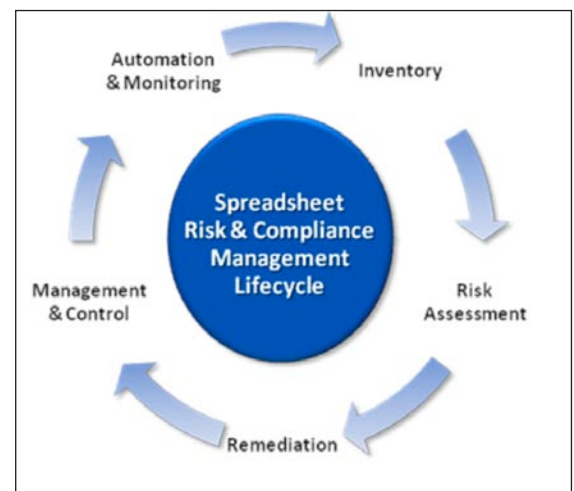 Automation
& Monitoring
Inventory
Spreadsheet
Risk & Compliance
Management
Lifecycle
Management
& Control
Risk
Assessment
Remediation